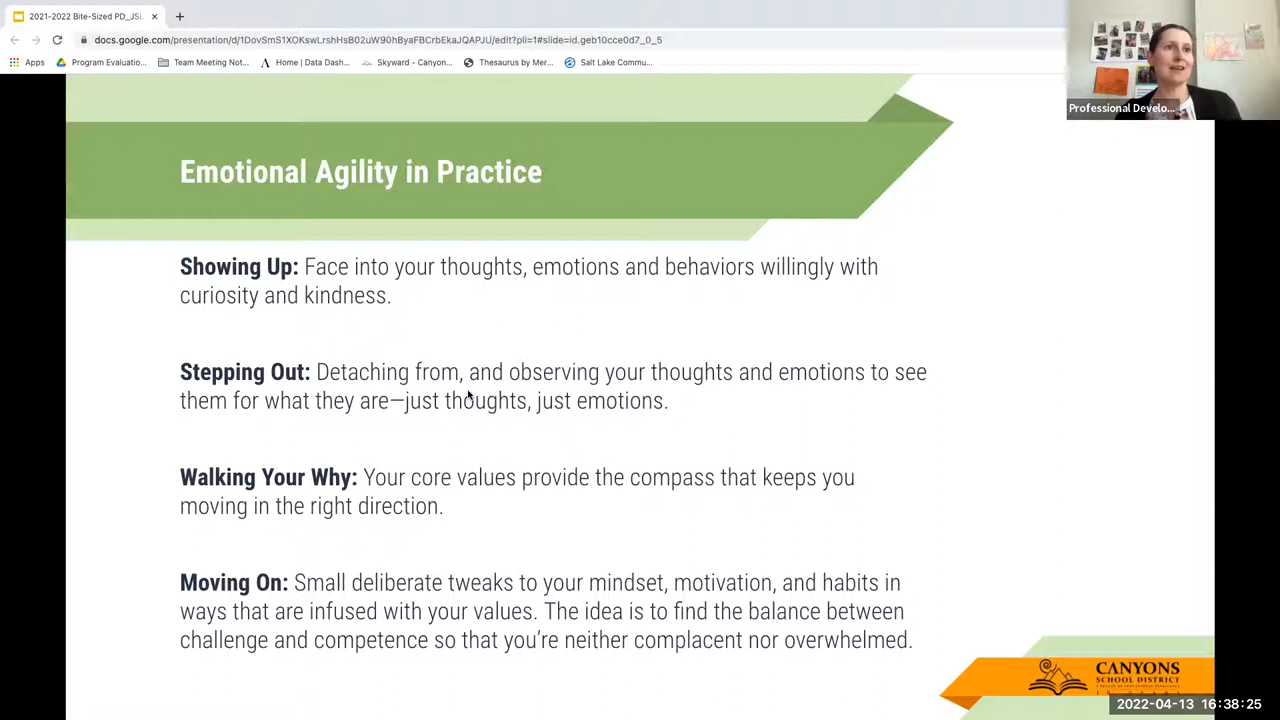 2021-2022 Bite-Sized PD_JSL
docs.google.com/presentation/d/1DovSmS1XOKswLrshHsB02uW90hByaFBCrbEkaJQAPJU/edit?pli=1#slide=id.geb10cce0d7_0_5
Apps Program Evaluatio... Team Meeting Not... Home | Data Dash... Skyward - Canyon... Thesaurus by Mer... Salt Lake Commu...
Professional Develo...
Emotional Agility in Practice
Showing Up: Face into your thoughts, emotions and behaviors willingly with
curiosity and kindness.
Stepping Out: Detaching from, and observing your thoughts and emotions to see
them for what they are—just thoughts, just emotions.
Walking Your Why: Your core values provide the compass that keeps you
moving in the right direction.
Moving On: Small deliberate tweaks to your mindset, motivation, and habits in
ways that are infused with your values. The idea is to find the balance between
challenge and competence so that you're neither complacent nor overwhelmed.
CANYONS
SCHOOL DISTRICT
2022-04-13 16:38:25